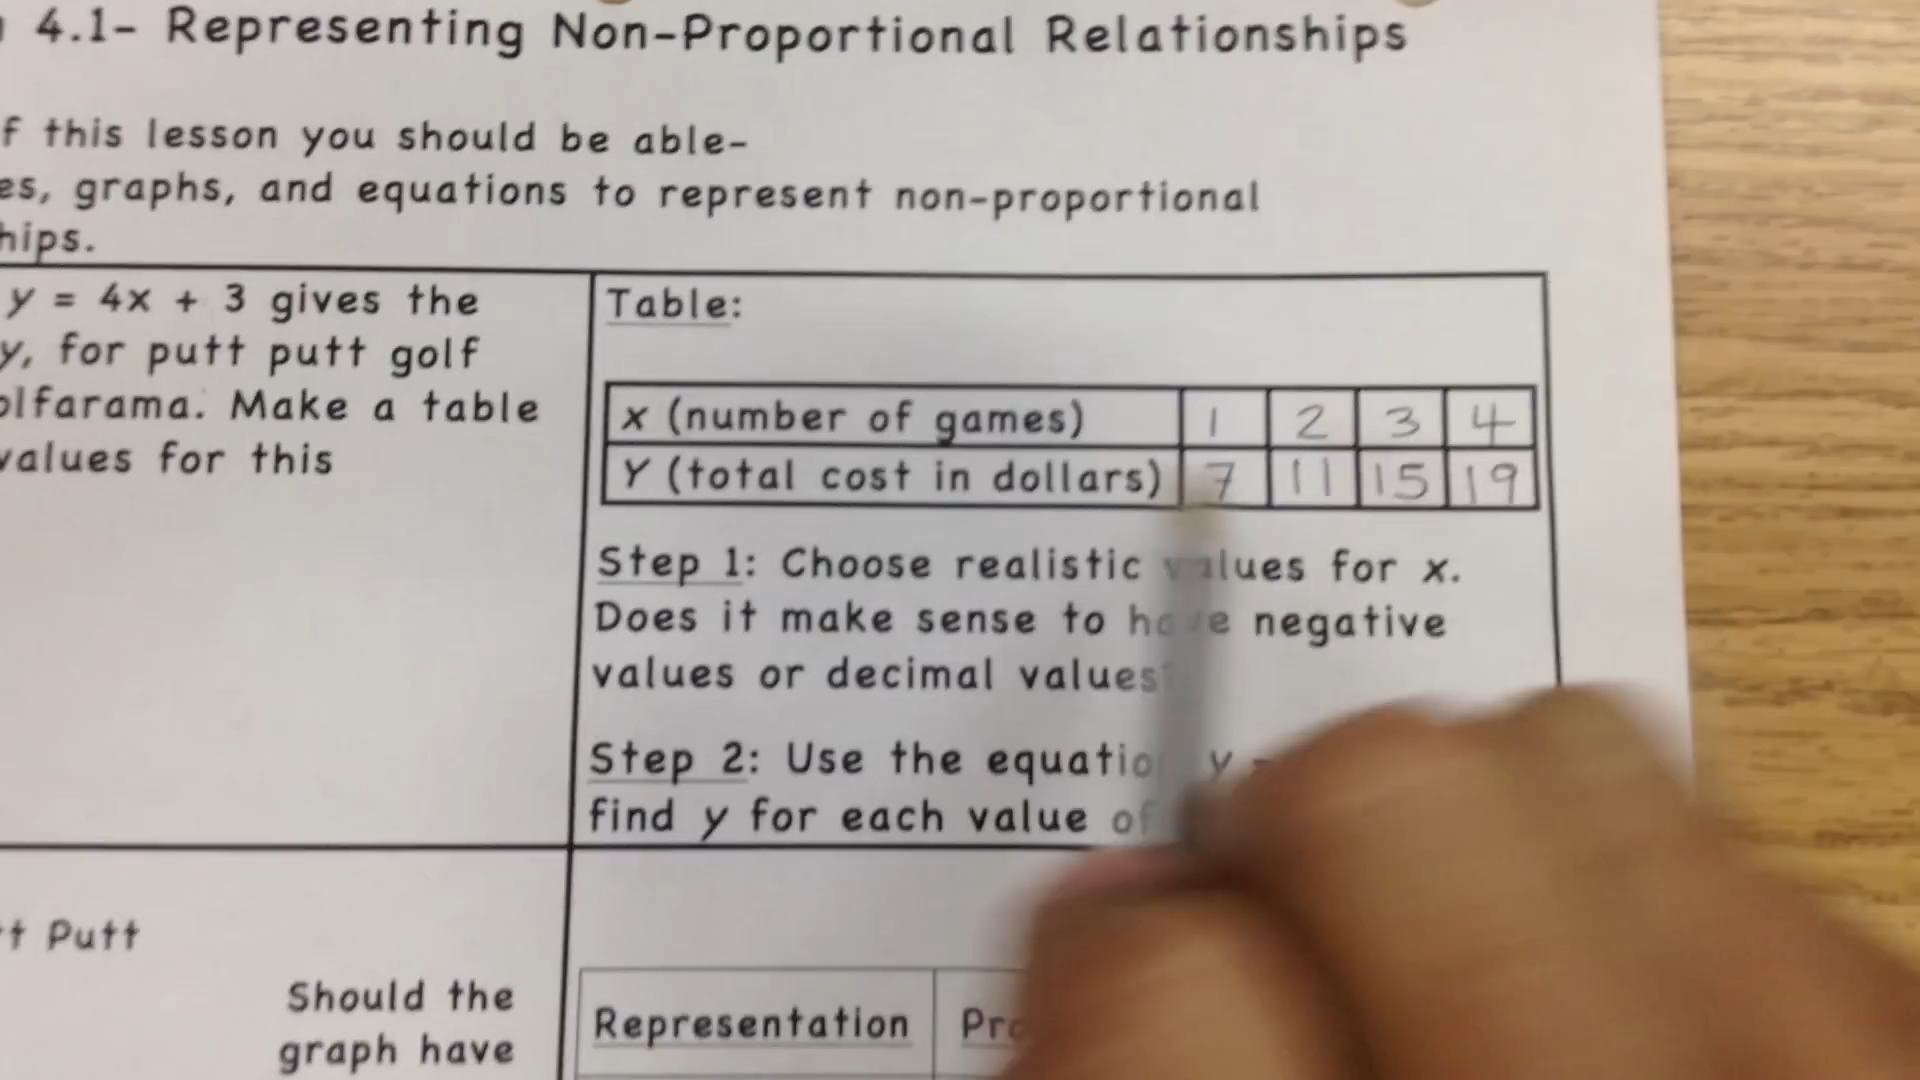 4.1- Representing Non-Proportional Relationships
f this lesson you should be able-
es, graphs, and equations to represent non-proportional
hips.
y = 4x + 3 gives the
y, for putt putt golf
olfarama. Make a table
values for this
Table:
x (number of games) 1 2 3 4
Y (total cost in dollars) 7 11 15 19
Step 1: Choose realistic values for x.
Does it make sense to have negative
values or decimal values
Step 2: Use the equatio y
find y for each value of
t Putt
Should the
graph have
Representation